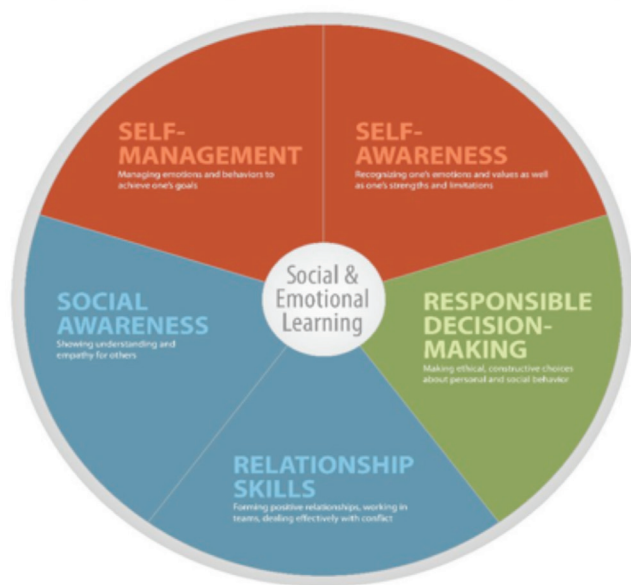 SELF-
MANAGEMENT
Managing emotions and behaviors to
achieve one's goals
SELF-
AWARENESS
Recognizing one's emotions and values as well
as one's strengths and limitations
Social &
Emotional
Learning
SOCIAL
AWARENESS
Showing understanding and
empathy for others
RESPONSIBLE
DECISION-
MAKING
Making ethical, constructive choices
about personal and social behavior
RELATIONSHIP
SKILLS
Forming positive relationships, working in
teams, dealing effectively with conflict